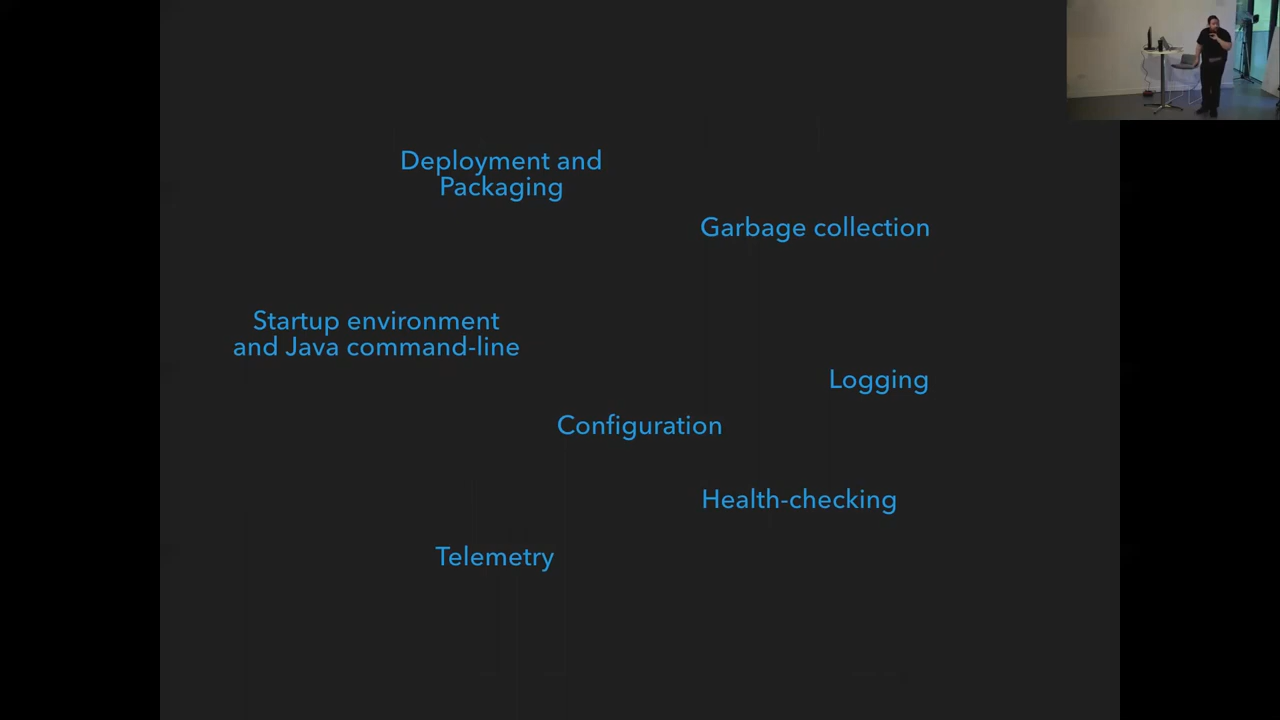 Deployment and
Packaging
Garbage collection
Startup environment
and Java command-line
Logging
Configuration
Health-checking
Telemetry